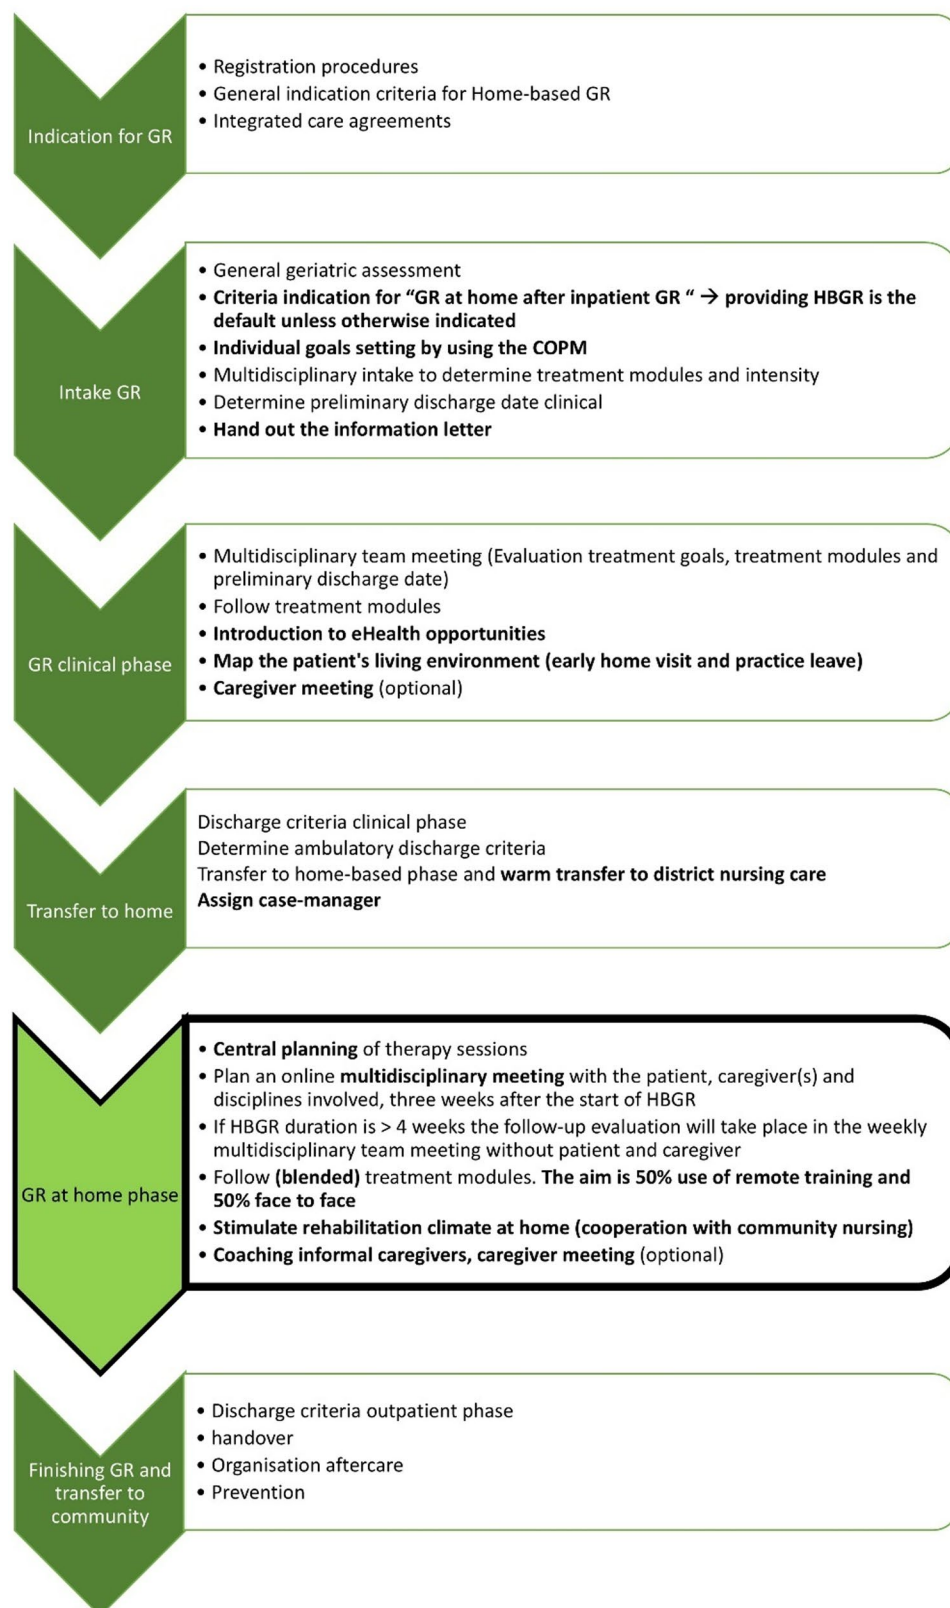 Indication for GR
• Registration procedures
• General indication criteria for Home-based GR
• Integrated care agreements
Intake GR
• General geriatric assessment
• Criteria indication for “GR at home after inpatient GR “ → providing HBGR is the
default unless otherwise indicated
• Individual goals setting by using the COPM
• Multidisciplinary intake to determine treatment modules and intensity
• Determine preliminary discharge date clinical
• Hand out the information letter
GR clinical phase
• Multidisciplinary team meeting (Evaluation treatment goals, treatment modules and
preliminary discharge date)
• Follow treatment modules
• Introduction to eHealth opportunities
• Map the patient's living environment (early home visit and practice leave)
• Caregiver meeting (optional)
Transfer to home
Discharge criteria clinical phase
Determine ambulatory discharge criteria
Transfer to home-based phase and warm transfer to district nursing care
Assign case-manager
GR at home phase
• Central planning of therapy sessions
• Plan an online multidisciplinary meeting with the patient, caregiver(s) and
disciplines involved, three weeks after the start of HBGR
• If HBGR duration is > 4 weeks the follow-up evaluation will take place in the weekly
multidisciplinary team meeting without patient and caregiver
• Follow (blended) treatment modules. The aim is 50% use of remote training and
50% face to face
• Stimulate rehabilitation climate at home (cooperation with community nursing)
• Coaching informal caregivers, caregiver meeting (optional)
Finishing GR and
transfer to
community
• Discharge criteria outpatient phase
• handover
• Organisation aftercare
• Prevention